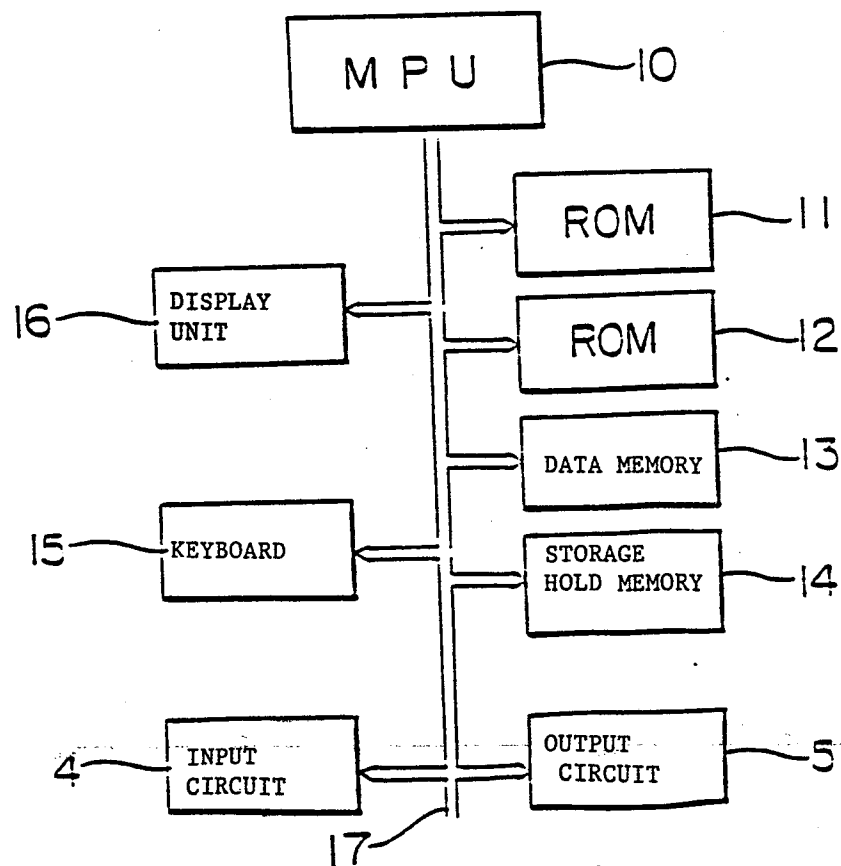 MPU
10
ROM
11
DISPLAY
UNIT
16
ROM
12
DATA MEMORY
13
KEYBOARD
15
STORAGE
HOLD MEMORY
14
INPUT
CIRCUIT
4
OUTPUT
CIRCUIT
5
17